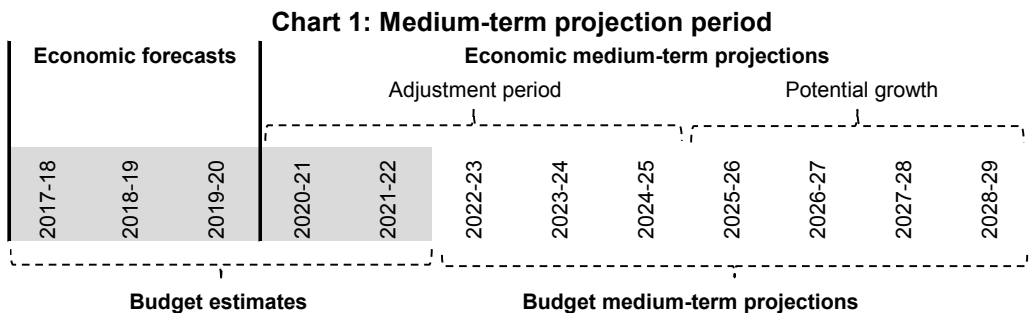 Chart 1: Medium-term projection period
Economic forecasts Economic medium-term projections
Adjustment period Potential growth
2017-18 2018-19 2019-20 2020-21 2021-22 2022-23 2023-24 2024-25 2025-26 2026-27 2027-28 2028-29
Budget estimates Budget medium-term projections